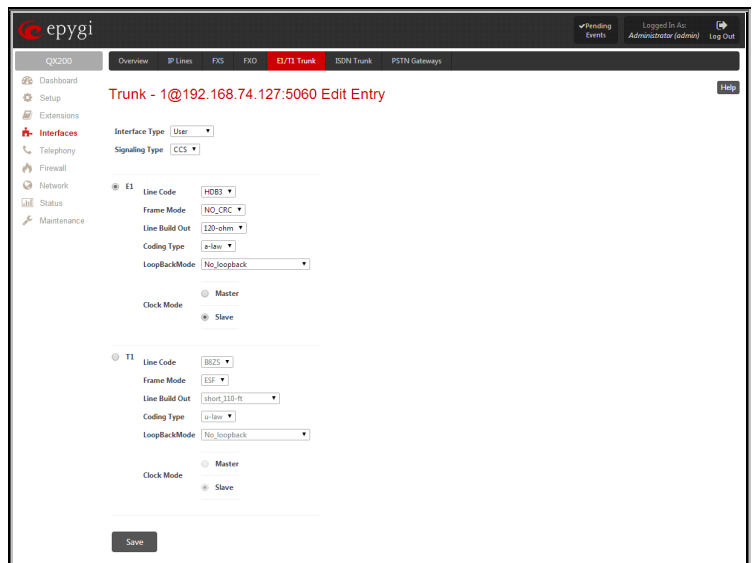 epygi
✔Pending Events
Logged In As: Administrator (admin)
Log Out
QX200
Overview IP Lines FXS FXO E1/T1 Trunk ISDN Trunk PSTN Gateways
Dashboard
Setup
Extensions
Interfaces
Telephony
Firewall
Network
Status
Maintenance
Help
Trunk - 1@192.168.74.127:5060 Edit Entry
Interface Type User
Signaling Type CCS
E1
Line Code HDB3
Frame Mode NO_CRC
Line Build Out 120-ohm
Coding Type a-law
LoopBackMode No_loopback
Clock Mode
Master
Slave
T1
Line Code B8ZS
Frame Mode ESF
Line Build Out short_110-ft
Coding Type u-law
LoopBackMode No_loopback
Clock Mode
Master
Slave
Save